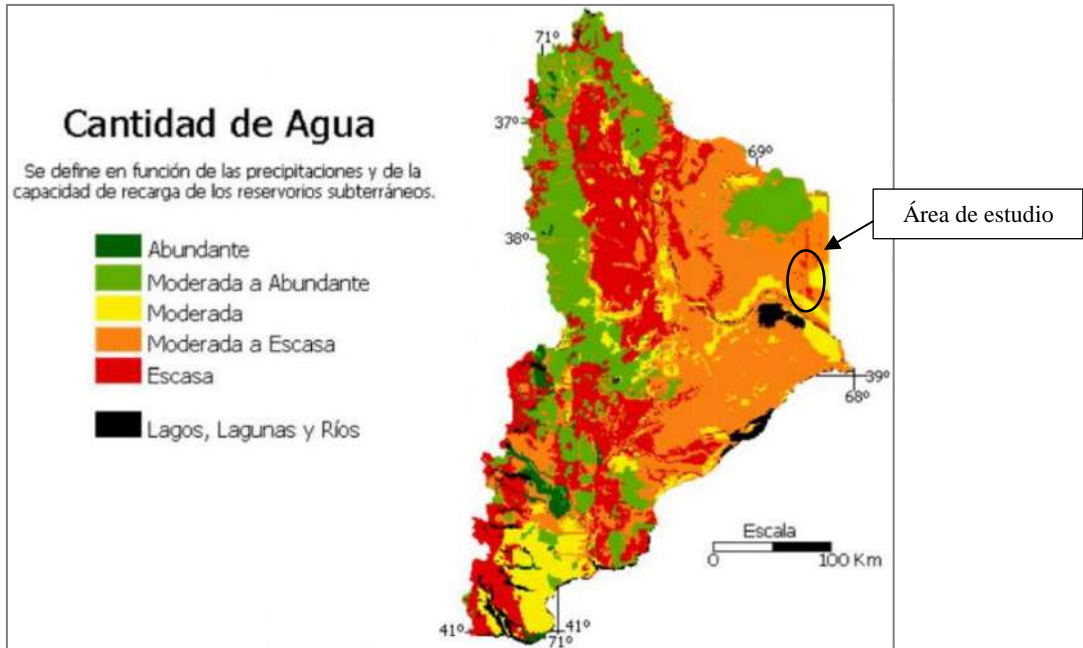 Cantidad de Agua
Se define en función de las precipitaciones y de la
capacidad de recarga de los reservorios subterráneos.
Abundante
Moderada a Abundante
Moderada
Moderada a Escasa
Escasa
Lagos, Lagunas y Ríos
71º
37º
69º
38º
Área de estudio
39º
68º
Escala
0 100 Km
41º
41º
71º